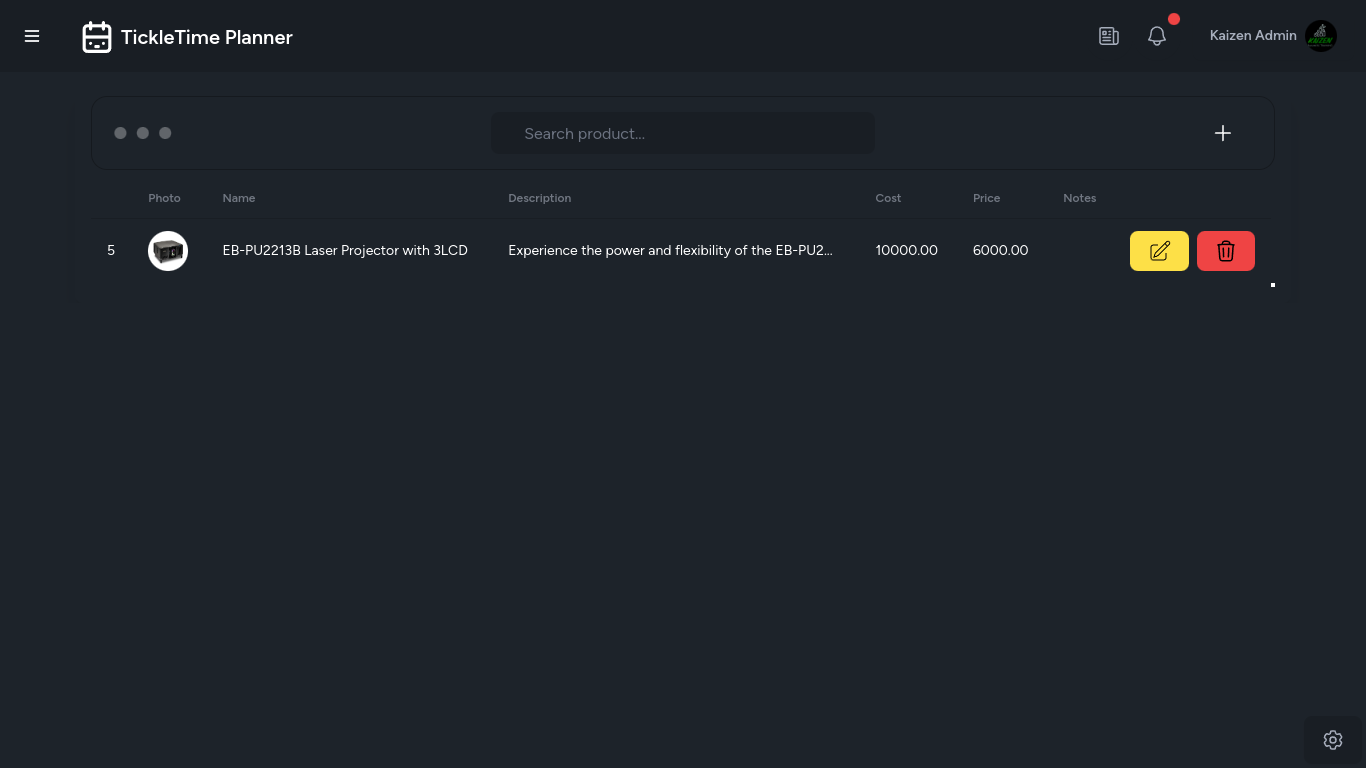 TickleTime Planner
Kaizen Admin
KAIZEN
Search product...
Photo Name Description Cost Price Notes
5 EB-PU2213B Laser Projector with 3LCD Experience the power and flexibility of the EB-PU2... 10000.00 6000.00